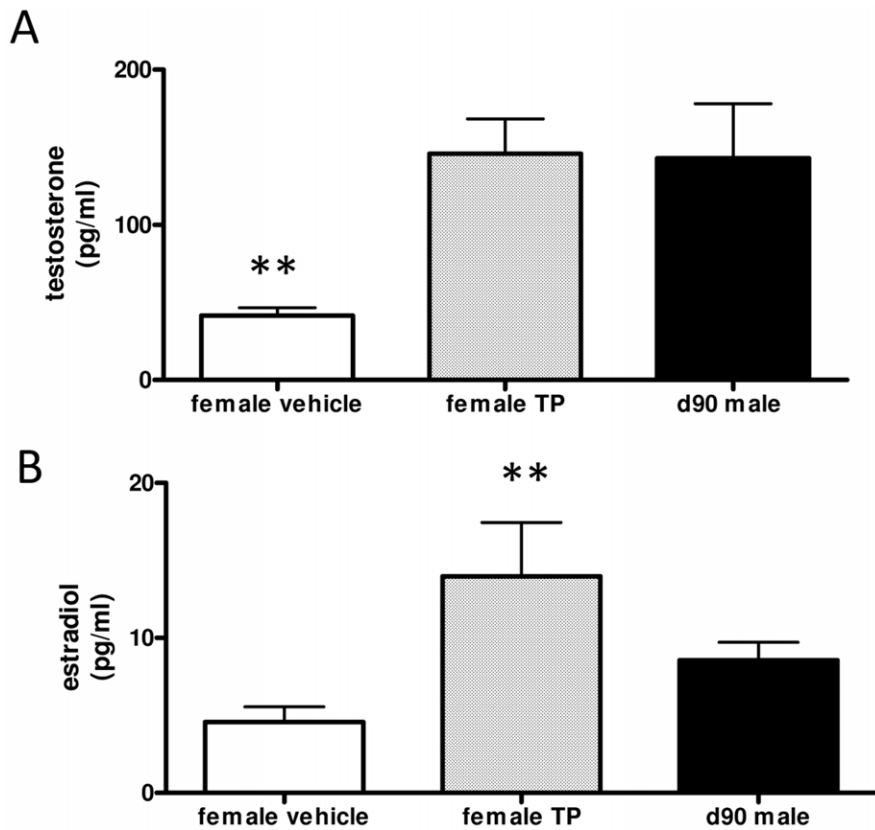 A
200
100
0
testosterone
(pg/ml)
**
female vehicle female TP d90 male
B
20
10
0
estradiol
(pg/ml)
**
female vehicle female TP d90 male